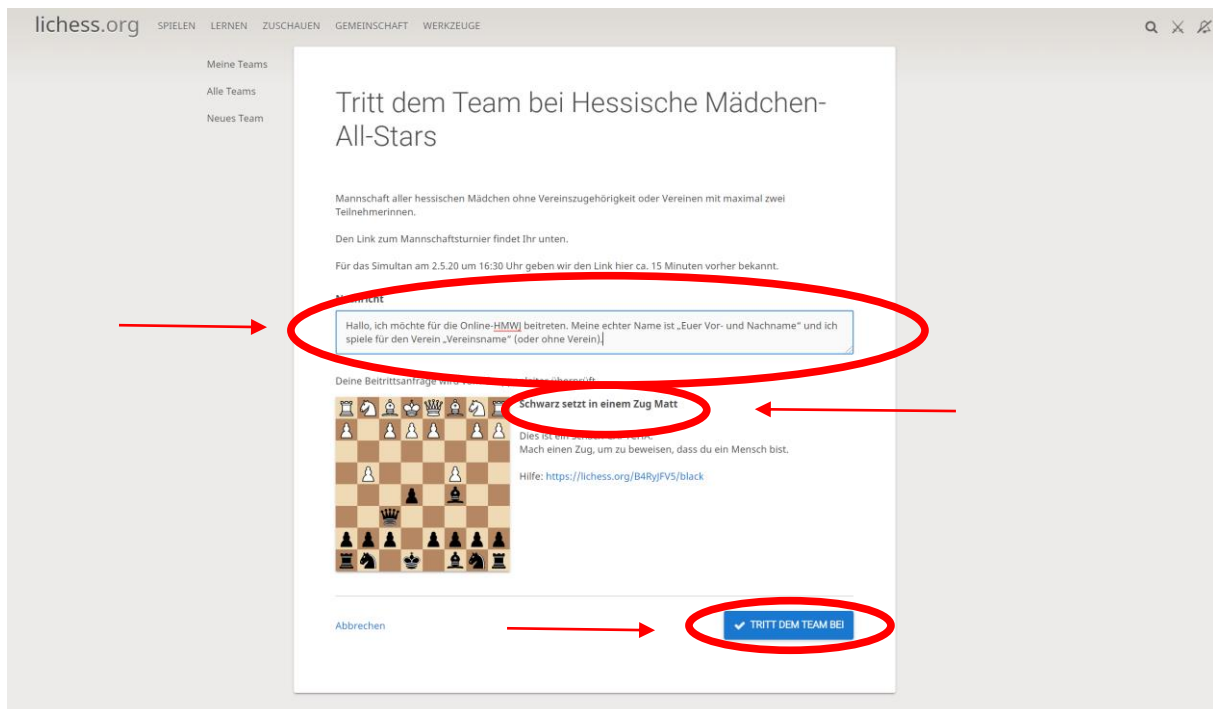 lichess.org SPIELEN LERNEN ZUSCHAUEN GEMEINSCHAFT WERKZEUGE
Meine Teams
Alle Teams
Neues Team
Tritt dem Team bei Hessische Mädchen-
All-Stars
Mannschaft aller hessischen Mädchen ohne Vereinszugehörigkeit oder Vereinen mit maximal zwei
Teilnehmerinnen.
Den Link zum Mannschaftsturnier findet Ihr unten.
Für das Simultan am 2.5.20 um 16:30 Uhr geben wir den Link hier ca. 15 Minuten vorher bekannt.
Nachricht
Hallo, ich möchte für die Online-HMWJ beitreten. Meine echter Name ist „Euer Vor- und Nachname“ und ich
spiele für den Verein „Vereinsname“ (oder ohne Verein).
Deine Beitrittsanfrage wird
Schwarz setzt in einem Zug Matt
Dies ist ein
Mach einen Zug, um zu beweisen, dass du ein Mensch bist.
Hilfe: https://lichess.org/B4RyJFV5/black
Abbrechen
TRITT DEM TEAM BEI